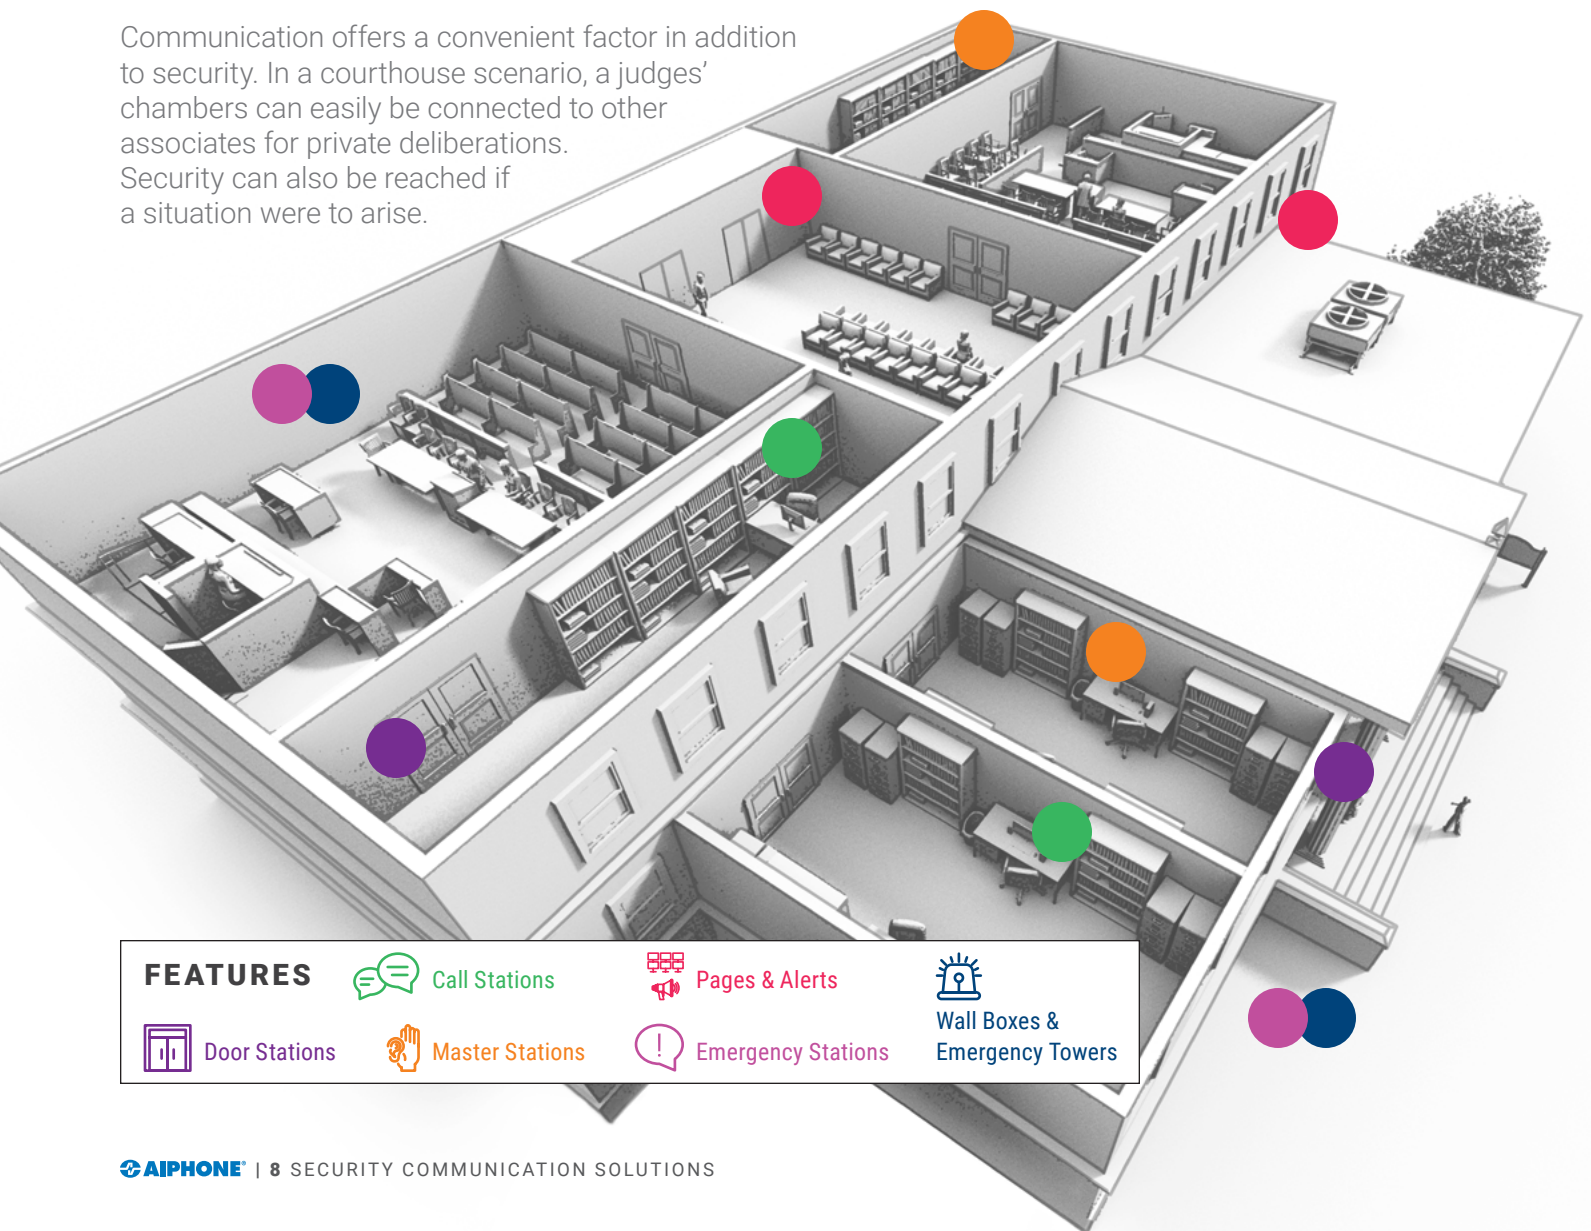 Communication offers a convenient factor in addition
to security. In a courthouse scenario, a judges’
chambers can easily be connected to other
associates for private deliberations.
Security can also be reached if
a situation were to arise.
FEATURES
Call Stations
Pages & Alerts
Door Stations
Master Stations
Emergency Stations
Wall Boxes &
Emergency Towers
AIPHONE® | 8 SECURITY COMMUNICATION SOLUTIONS